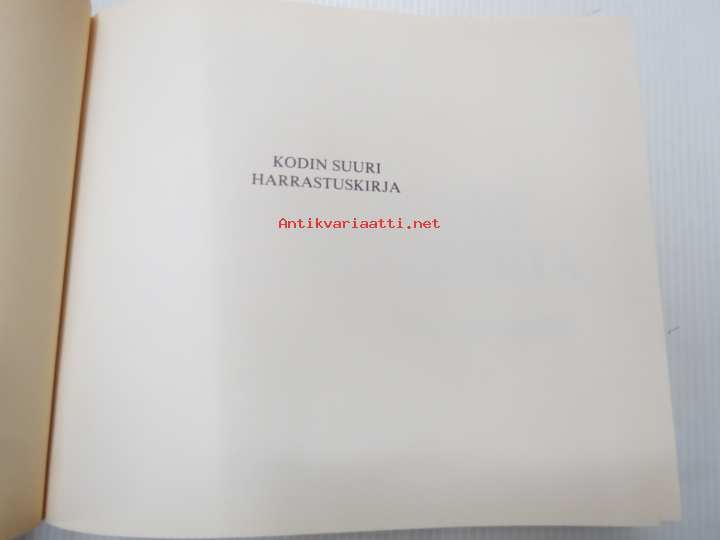 KODIN SUURI
HARRASTUSKIRJA
Antikvariaatti.net